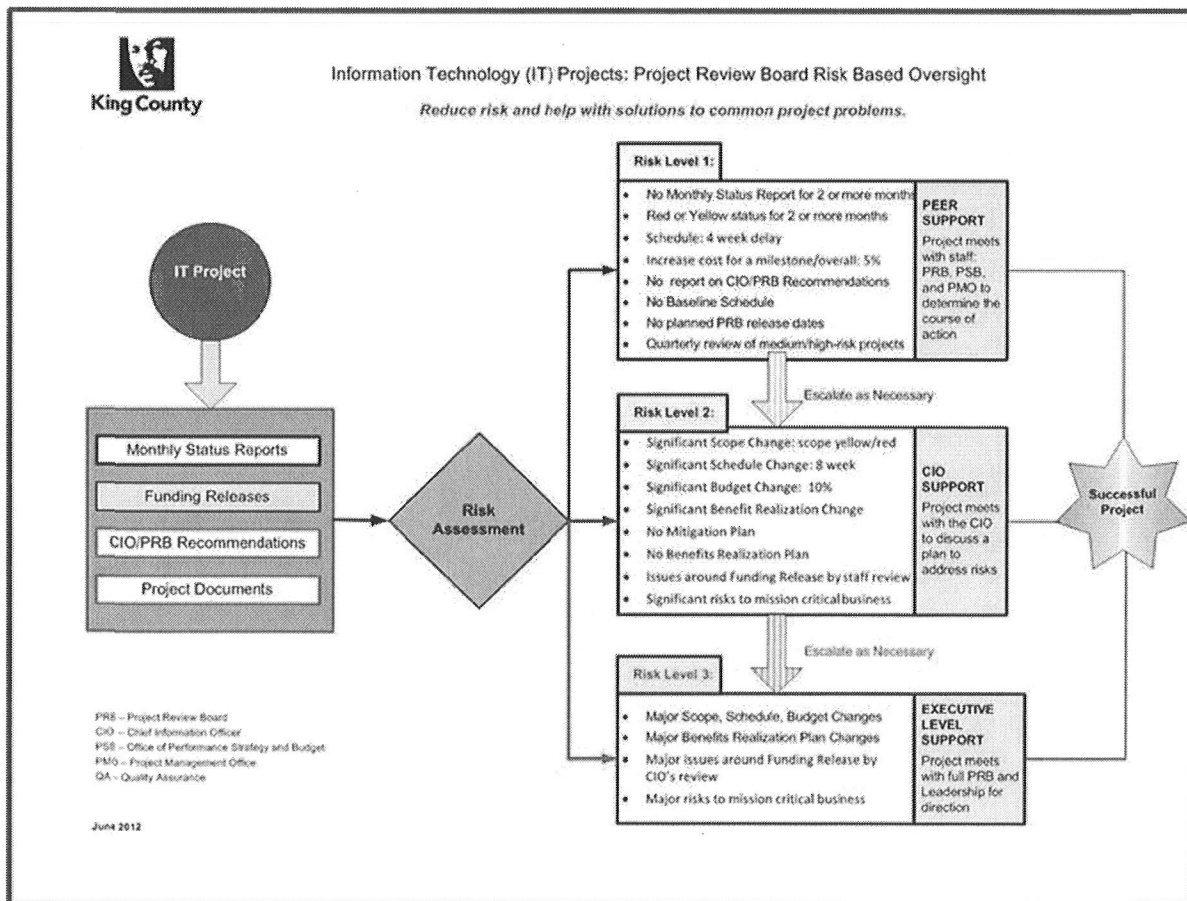 King County
Information Technology (IT) Projects: Project Review Board Risk Based Oversight
Reduce risk and help with solutions to common project problems.
IT Project
Monthly Status Reports
Funding Releases
CIO/PRB Recommendations
Project Documents
Risk
Assessment
Risk Level 1:
• No Monthly Status Report for 2 or more months
• Red or Yellow status for 2 or more months
• Schedule: 4 week delay
• Increase cost for a milestone/overall: 5%
• No report on CIO/PRB Recommendations
• No Baseline Schedule
• No planned PRB release dates
• Quarterly review of medium/high-risk projects
PEER
SUPPORT
Project meets
with staff:
PRB, PSB,
and PMO to
determine the
course of
action
Escalate as Necessary
Risk Level 2:
• Significant Scope Change: scope yellow/red
• Significant Schedule Change: 8 week
• Significant Budget Change: 10%
• Significant Benefit Realization Change
• No Mitigation Plan
• No Benefits Realization Plan
• Issues around Funding Release by staff review
• Significant risks to mission critical business
CIO
SUPPORT
Project meets
with the CIO
to discuss a
plan to
address risks
Escalate as Necessary
Risk Level 3:
• Major Scope, Schedule, Budget Changes
• Major Benefits Realization Plan Changes
• Major issues around Funding Release by
CIO's review
• Major risks to mission critical business
EXECUTIVE
LEVEL
SUPPORT
Project meets
with full PRB and
Leadership for
direction
Successful
Project
PRB – Project Review Board
CIO – Chief Information Officer
PSB – Office of Performance Strategy and Budget
PMO – Project Management Office
QA – Quality Assurance
June 2012